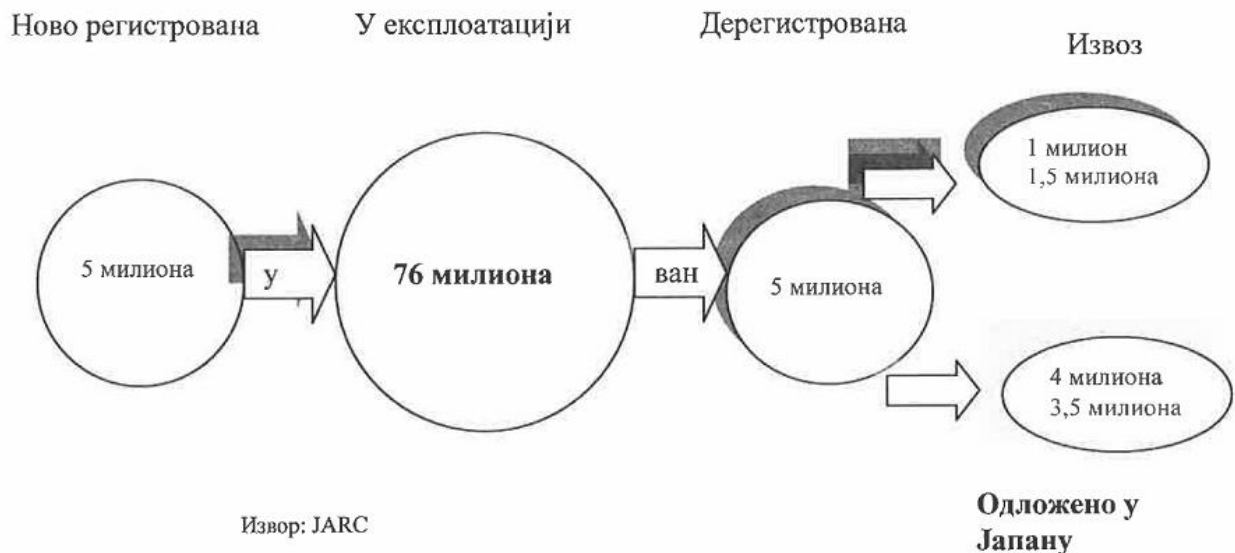 Ново регистрована
У експлоатацији
Дерегистрована
Извоз
1 милион
1,5 милиона
5 милиона
у
76 милиона
ван
5 милиона
4 милиона
3,5 милиона
Одложено у
Јапану
Извор: JARC